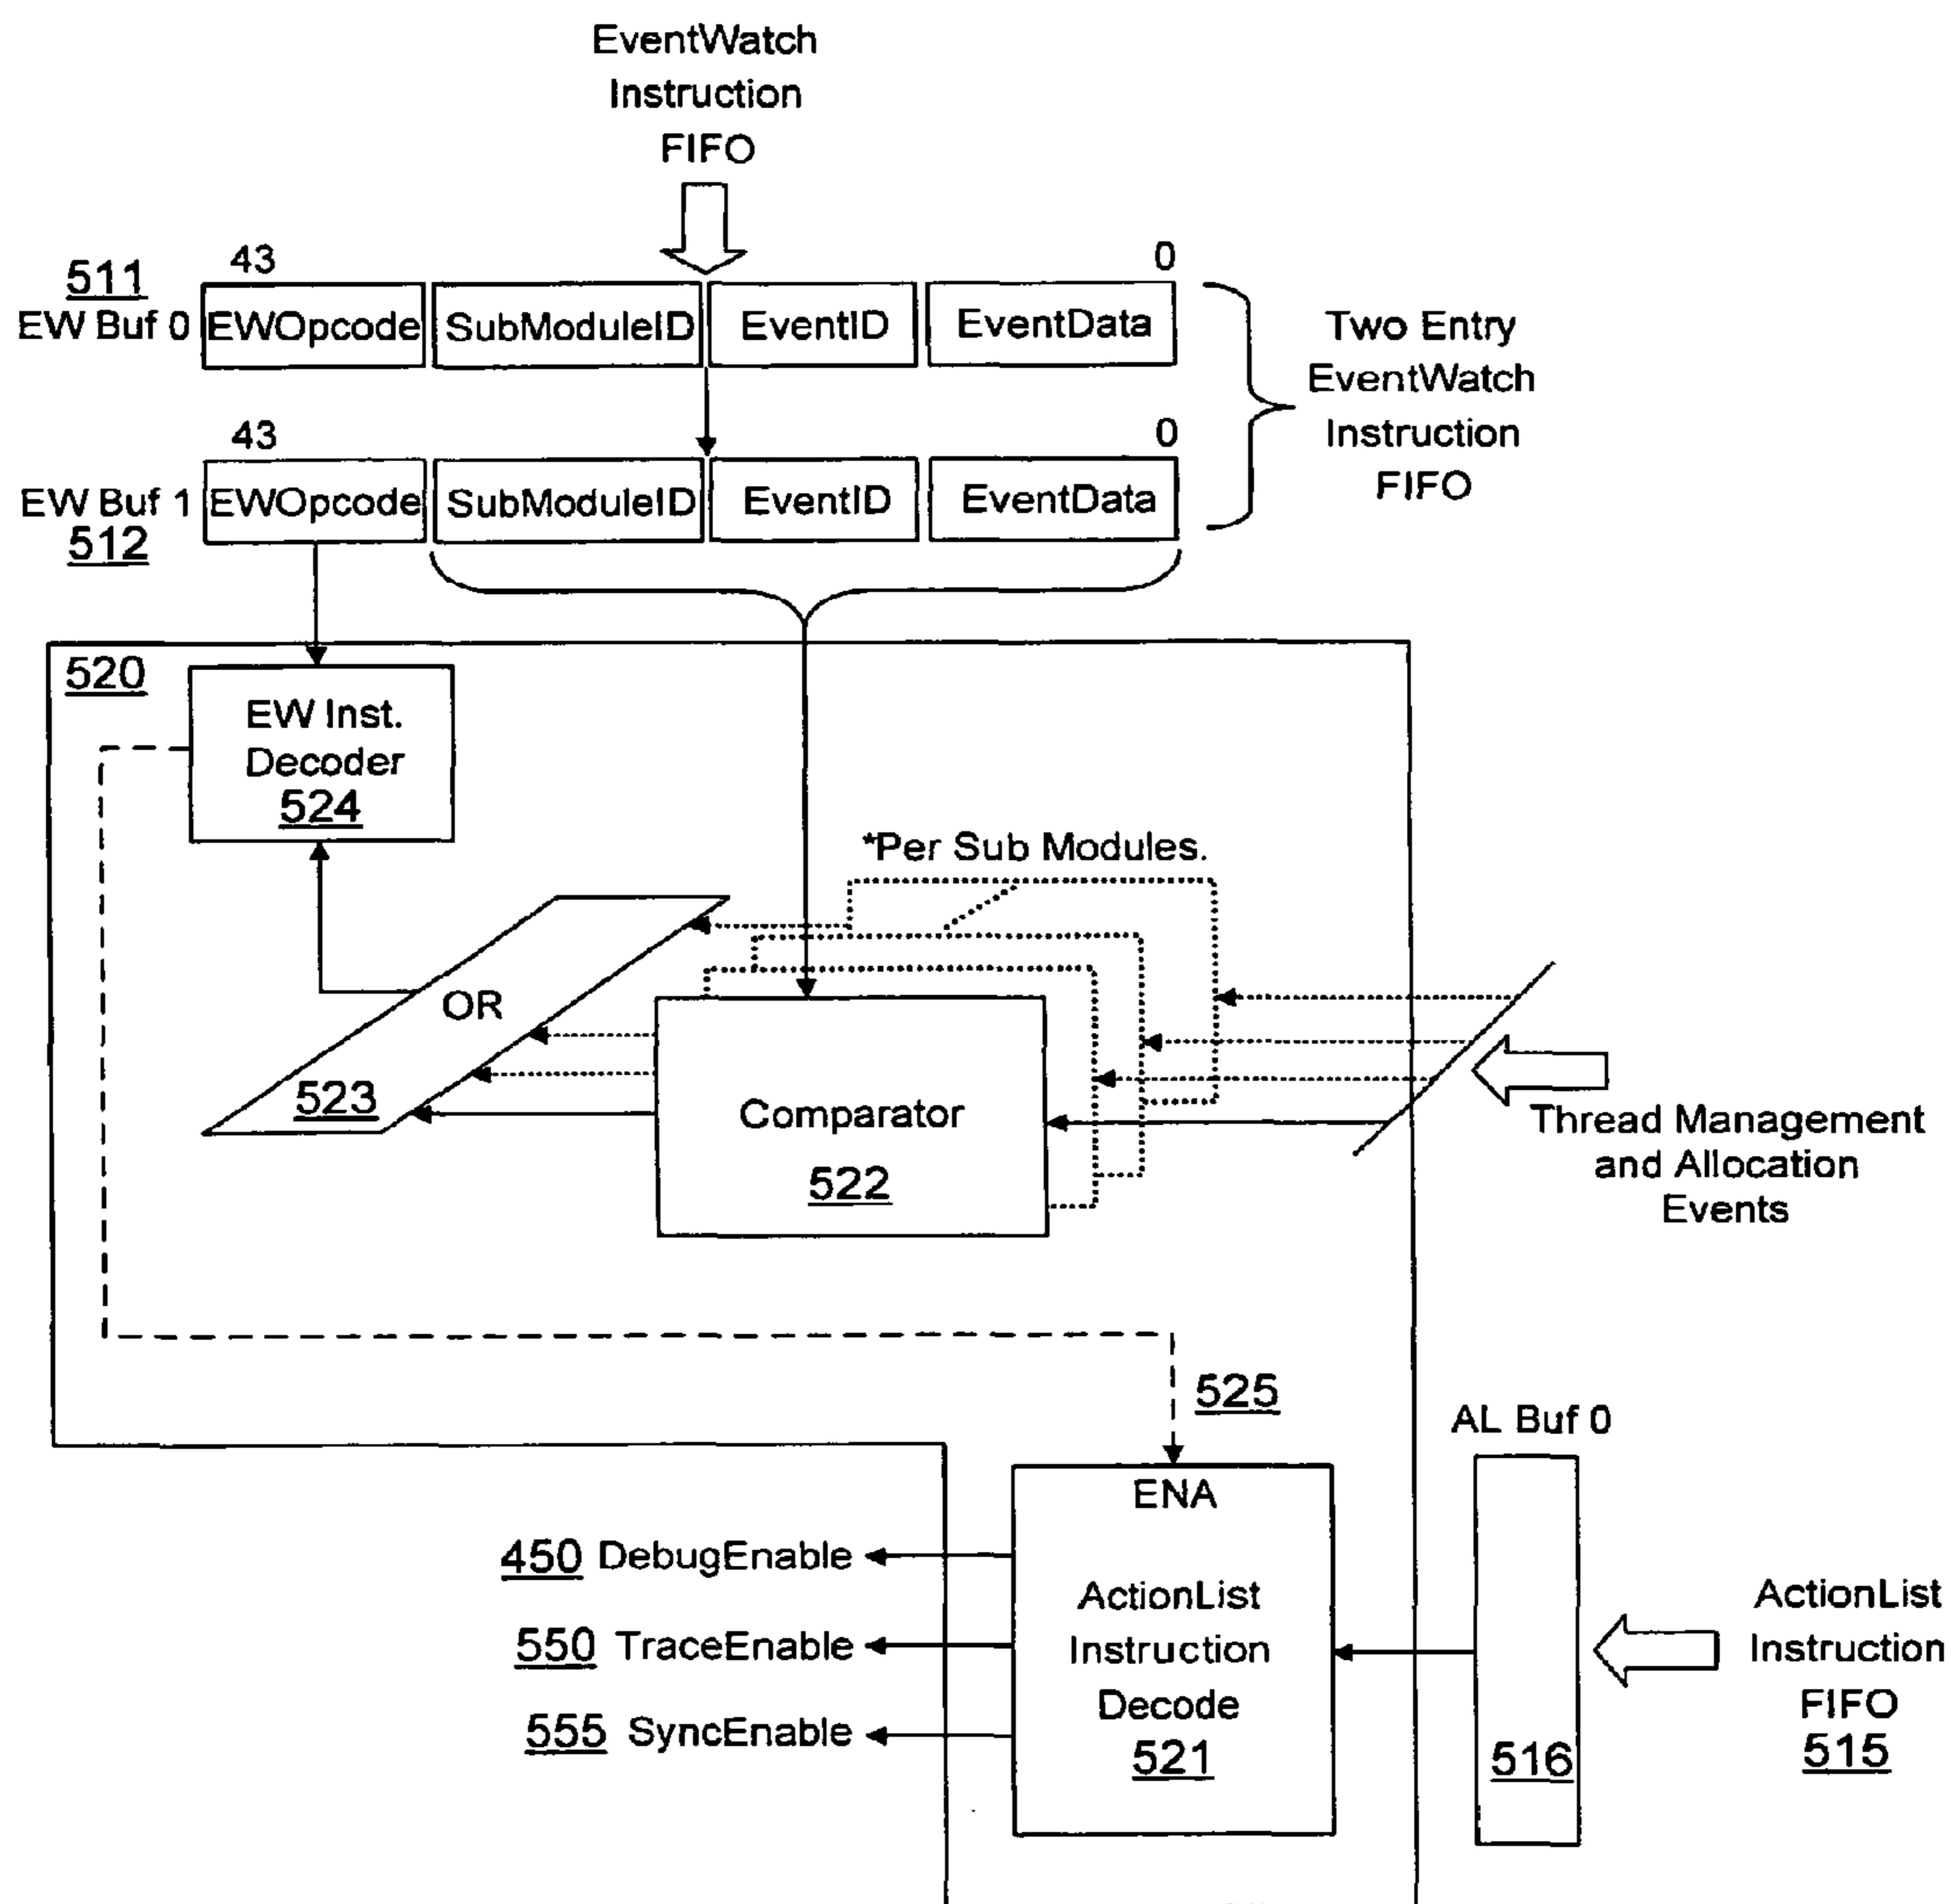 EventWatch
Instruction
FIFO
43
0
511
EW Buf 0
EWOpcode
SubModuleID
EventID
EventData
Two Entry
EventWatch
Instruction
FIFO
43
0
EW Buf 1
512
EWOpcode
SubModuleID
EventID
EventData
520
EW Inst.
Decoder
524
*Per Sub Modules.
OR
523
Comparator
522
Thread Management
and Allocation
Events
525
AL Buf 0
ENA
ActionList
Instruction
Decode
521
450 DebugEnable
550 TraceEnable
555 SyncEnable
516
ActionList
Instruction
FIFO
515